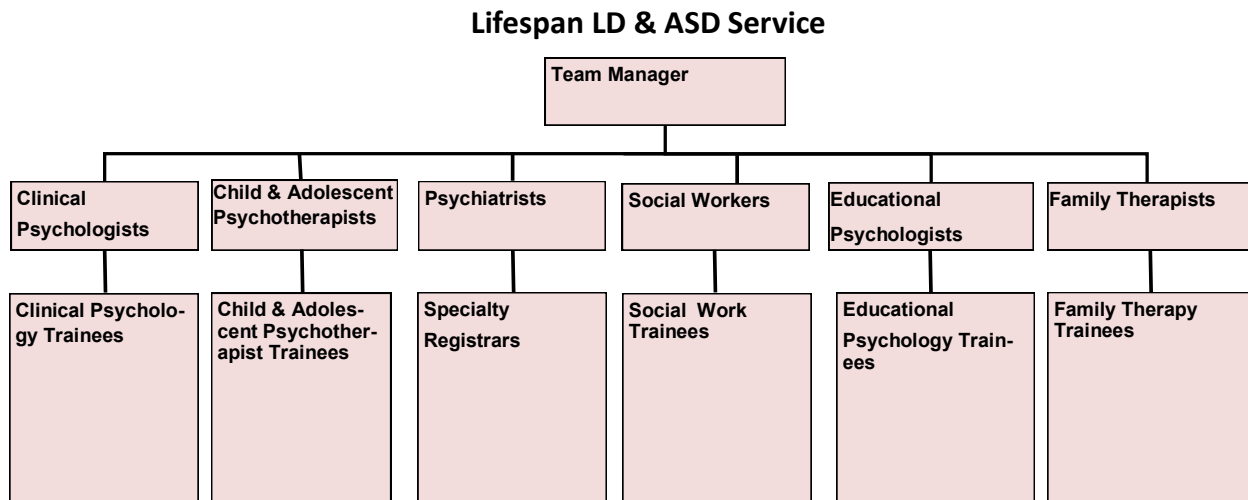 Lifespan LD & ASD Service
Team Manager
Clinical
Psychologists
Child & Adolescent
Psychotherapists
Psychiatrists
Social Workers
Educational
Psychologists
Family Therapists
Clinical Psycholo-
gy Trainees
Child & Adoles-
cent Psychother-
apist Trainees
Specialty
Registrars
Social Work
Trainees
Educational
Psychology Train-
ees
Family Therapy
Trainees